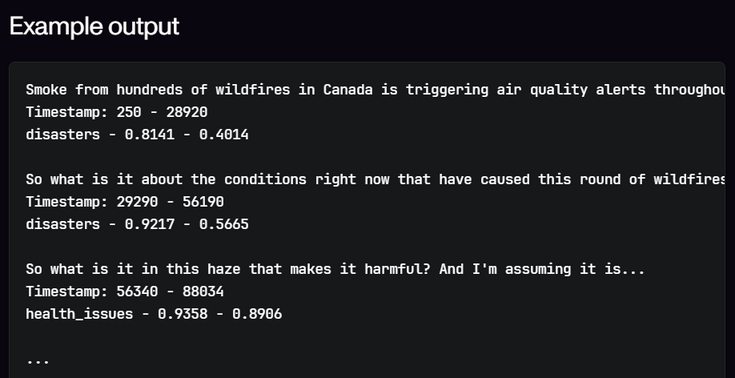 Example output
Smoke from hundreds of wildfires in Canada is triggering air quality alerts
Timestamp: 250 - 28920
disasters - 0.8141 - 0.4014
So what is it about the conditions right now that have caused this round of wildfires
Timestamp: 29290 - 56190
disasters - 0.9217 - 0.5665
So what is it in this haze that makes it harmful? And I'm assuming it is...
Timestamp: 56340 - 88034
health_issues - 0.9358 - 0.8906
...